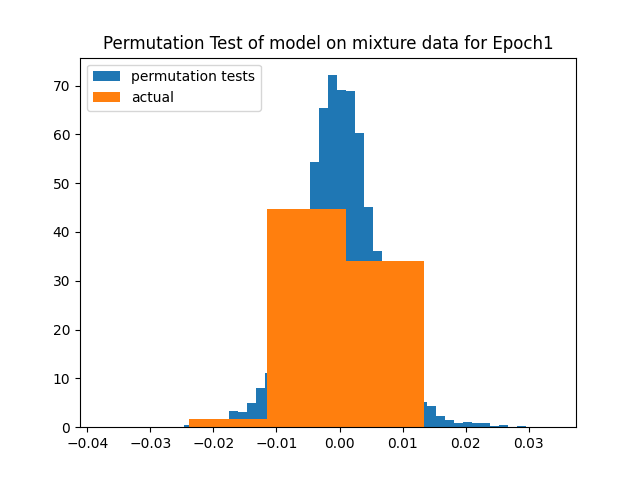 Permutation Test of model on mixture data for Epoch1
permutation tests
actual
70
60
50
40
30
20
10
0
−0.04 −0.03 −0.02 −0.01 0.00 0.01 0.02 0.03